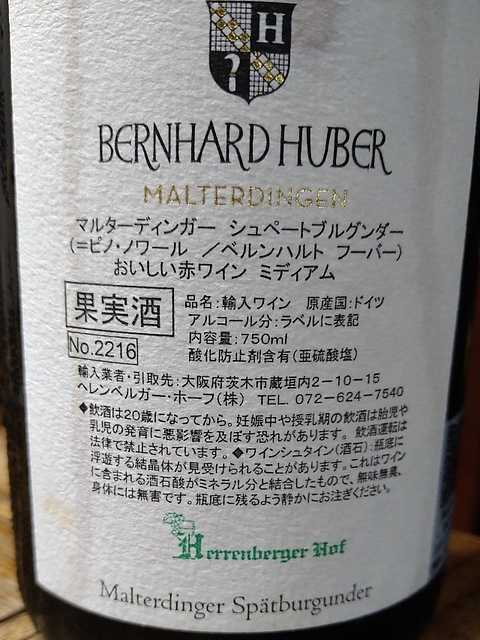 H
BERNHARD HUBER
MALTERDINGEN
マルターディンガー シュペートブルグンダー
(=ピノ・ノワール ／ベルンハルト フーバー)
おいしい赤ワイン ミディアム
果実酒
No.2216
品名:輸入ワイン 原産国:ドイツ
アルコール分:ラベルに表記
内容量:750ml
酸化防止剤含有(亜硫酸塩)
輸入業者・引取先:大阪府茨木市蔵垣内2-10-15
ヘレンベルガー・ホーフ(株) TEL. 072-624-7540
◆飲酒は20歳になってから。妊娠中や授乳期の飲酒は胎児や
乳児の発育に悪影響を及ぼす恐れがあります。飲酒運転は
法律で禁止されています。◆ワインシュタイン(酒石):瓶底に
浮遊する結晶体が見受けられることがあります。これはワイン
に含まれる酒石酸がミネラル分と結合したもので、無味無臭、
身体には無害です。瓶底に残るよう静かにお注ぎください。
Herrenberger Hof
Malterdinger Spätburgunder